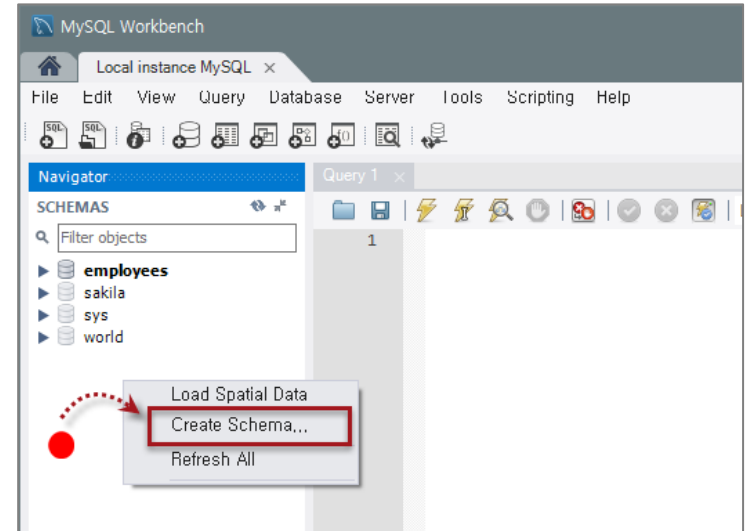 MySQL Workbench
Local instance MySQL ×
File Edit View Query Database Server Tools Scripting Help
Navigator
Query 1 ×
SCHEMAS
Filter objects
1
employees
sakila
sys
world
Load Spatial Data
Create Schema...
Refresh All